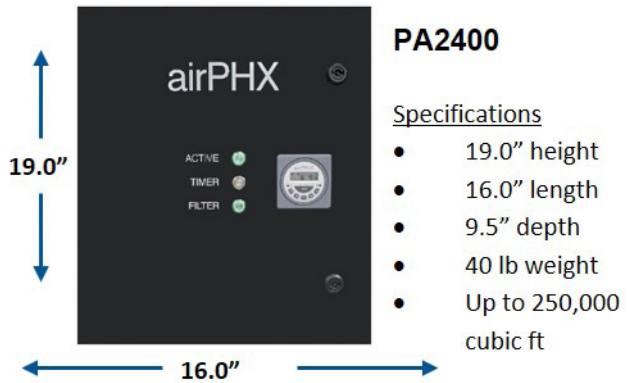 PA2400
airPHX
Specifications
19.0”
ACTIVE
TIMER
FILTER
• 19.0” height
• 16.0” length
• 9.5” depth
• 40 lb weight
• Up to 250,000
cubic ft
16.0”